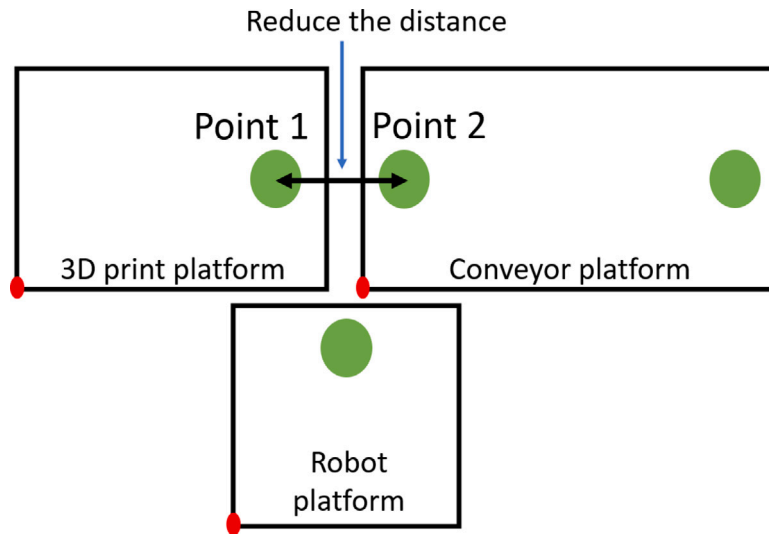 Reduce the distance
Point 1
Point 2
3D print platform
Conveyor platform
Robot
platform